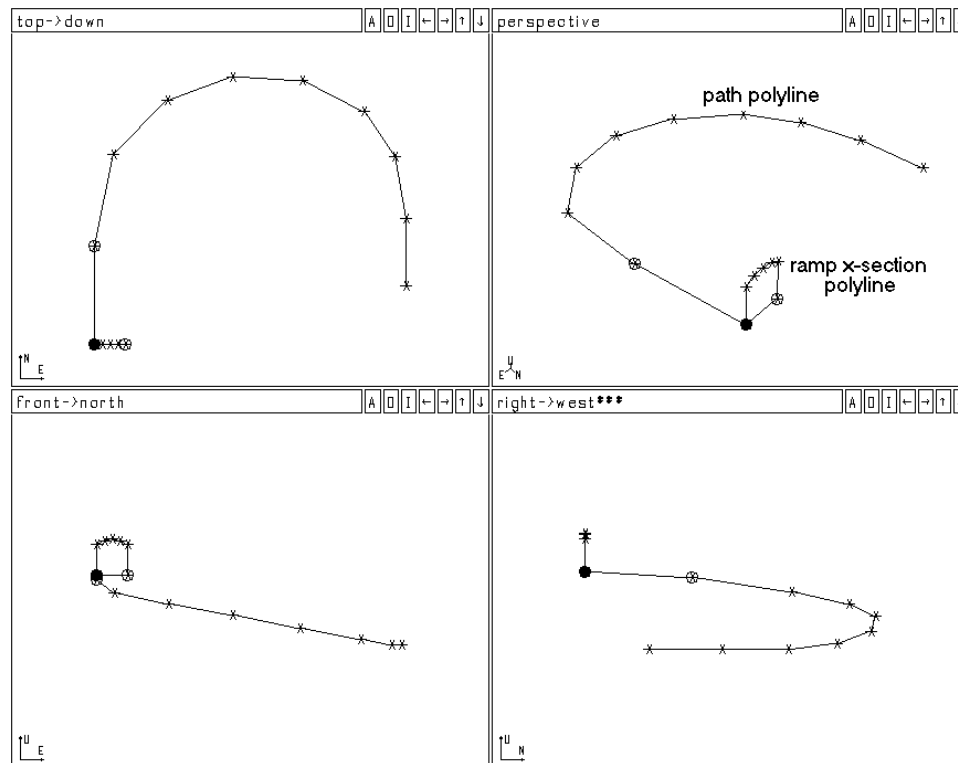 top->down
A O I ← → ↑ ↓
perspective
A O I ← → ↑
path polyline
ramp x-section
polyline
N
E
U
E N
front->north
A O I ← → ↑ ↓
right->west***
A O I ← → ↑
U
E
U
N